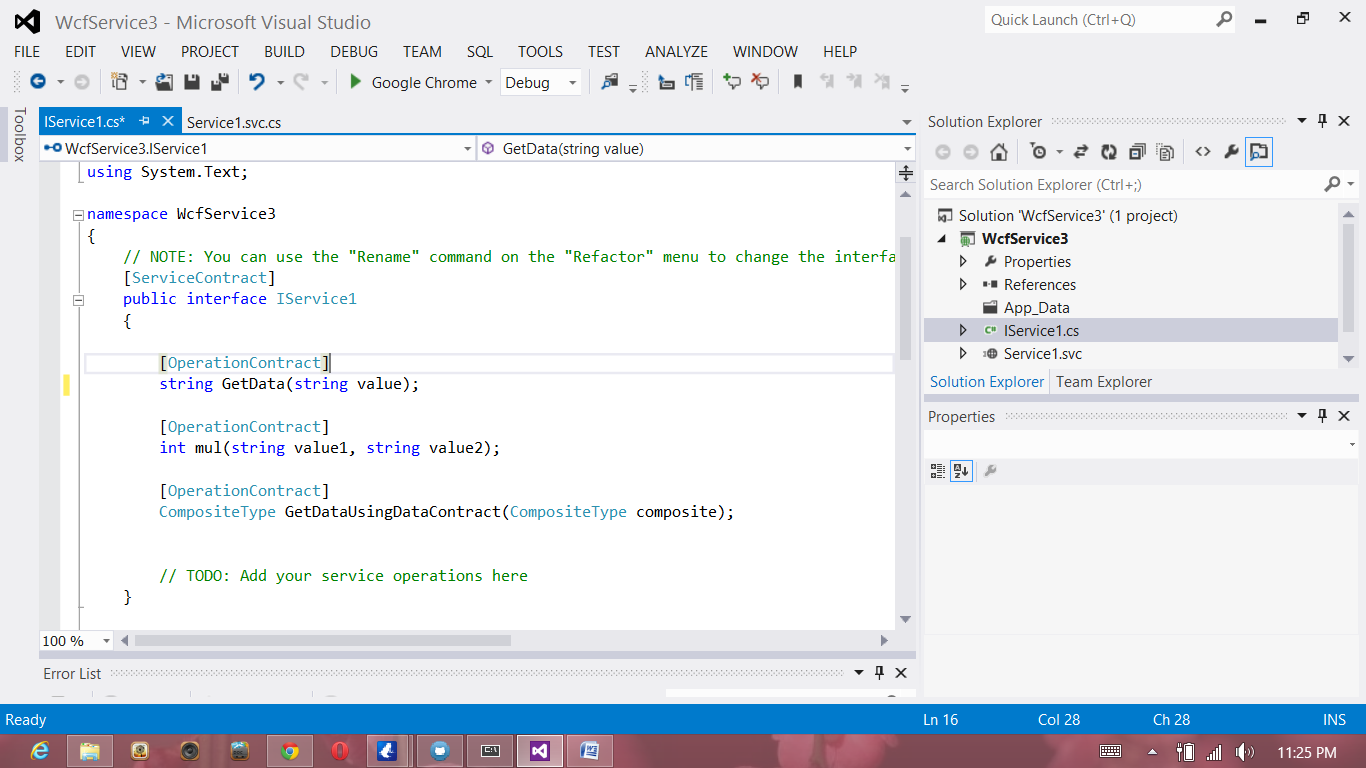 WcfService3 - Microsoft Visual Studio
Quick Launch (Ctrl+Q)
FILE EDIT VIEW PROJECT BUILD DEBUG TEAM SQL TOOLS TEST ANALYZE WINDOW HELP
Google Chrome Debug
Toolbox
IService1.cs* Service1.svc.cs
WcfService3.IService1 GetData(string value)
using System.Text;
namespace WcfService3
{
// NOTE: You can use the "Rename" command on the "Refactor" menu to change the interfa
[ServiceContract]
public interface IService1
{
[OperationContract]
string GetData(string value);
[OperationContract]
int mul(string value1, string value2);
[OperationContract]
CompositeType GetDataUsingDataContract(CompositeType composite);
// TODO: Add your service operations here
}
100 %
Error List
Solution Explorer
Search Solution Explorer (Ctrl+;)
Solution 'WcfService3' (1 project)
WcfService3
Properties
References
App_Data
IService1.cs
Service1.svc
Solution Explorer Team Explorer
Properties
Ready Ln 16 Col 28 Ch 28 INS
11:25 PM